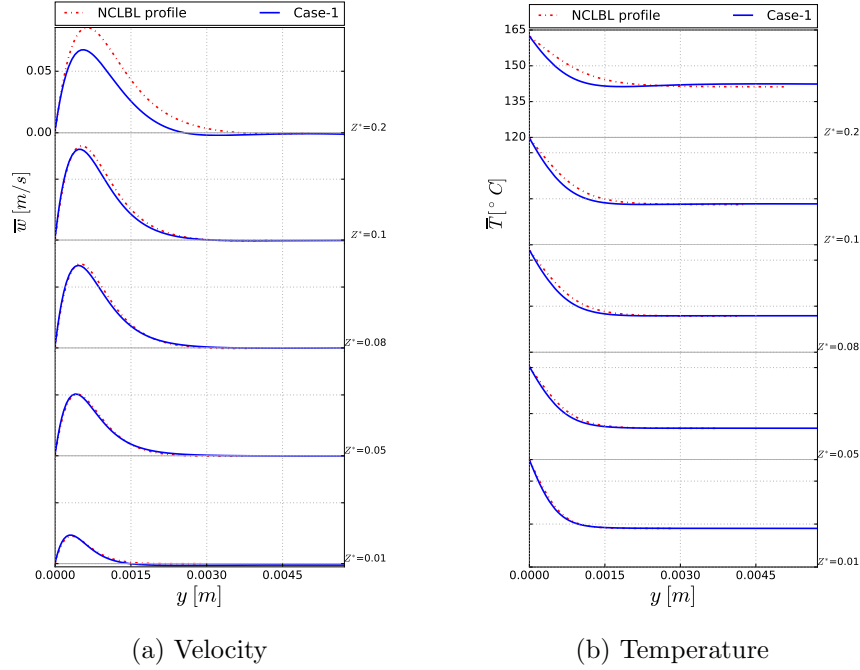 NCLBL profile Case-1
0.05
0.00
Z*=0.2
Z*=0.1
Z*=0.08
Z*=0.05
Z*=0.01
w̅ [m/s]
0.0000 0.0015 0.0030 0.0045
y [m]
(a) Velocity
NCLBL profile Case-1
165
150
135
120
Z*=0.2
Z*=0.1
Z*=0.08
Z*=0.05
Z*=0.01
T̅ [° C]
0.0000 0.0015 0.0030 0.0045
y [m]
(b) Temperature